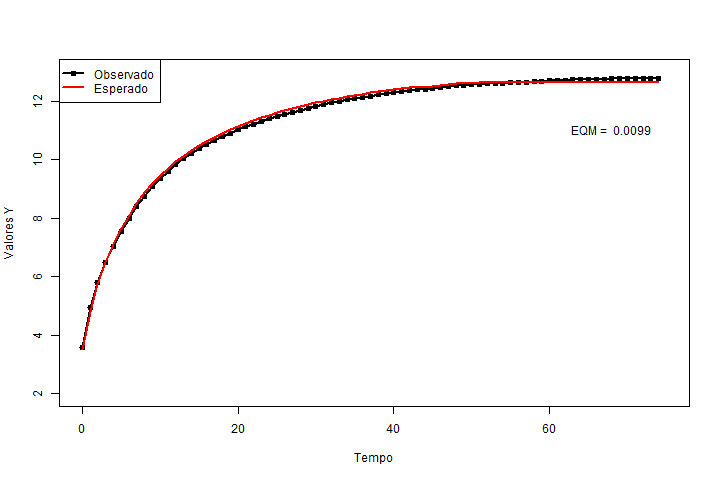 Observado
Esperado
EQM = 0.0099
Valores Y
2
4
6
8
10
12
0
20
40
60
Tempo